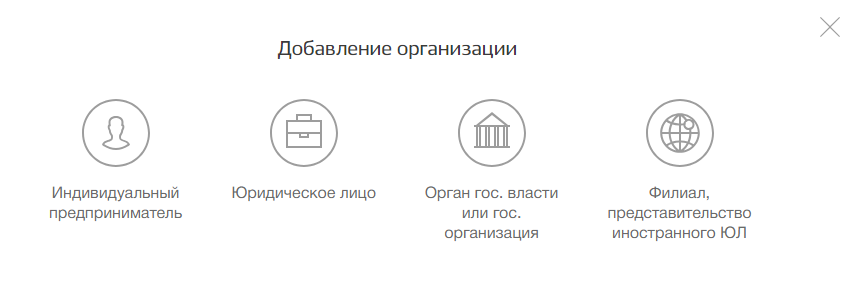 Добавление организации
Индивидуальный
предприниматель
Юридическое лицо
Орган гос. власти
или гос.
организация
Филиал,
представительство
иностранного ЮЛ